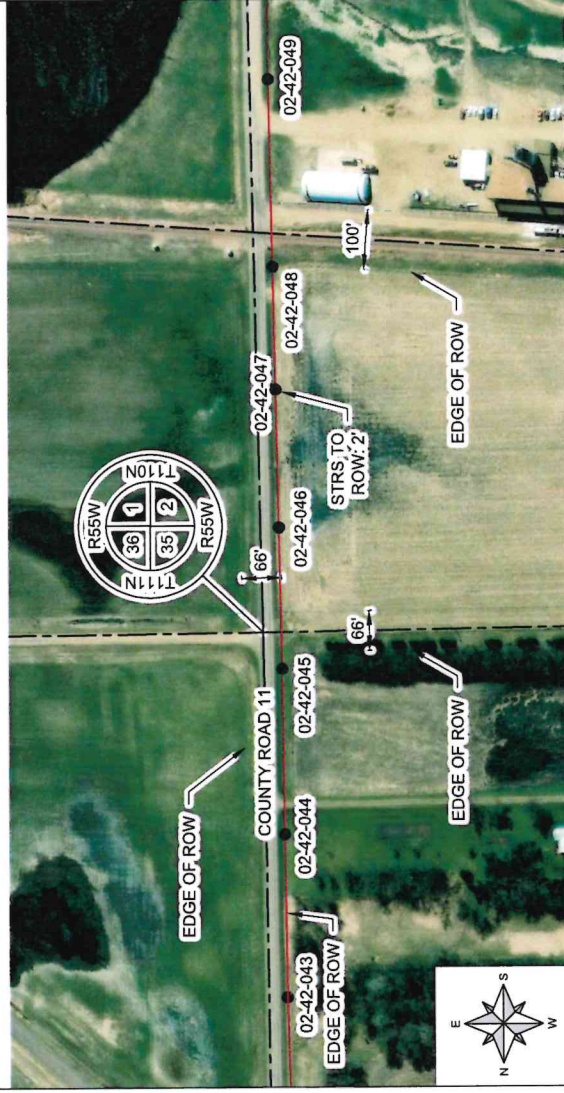 R55W
T111N
T110N
36
1
35
2
R55W
66'
COUNTY ROAD 11
EDGE OF ROW
02-42-043
02-42-044
02-42-045
02-42-046
02-42-047
02-42-048
02-42-049
EDGE OF ROW
66'
EDGE OF ROW
STRS TO
ROW: 2'
100'
EDGE OF ROW
E
N
S
W